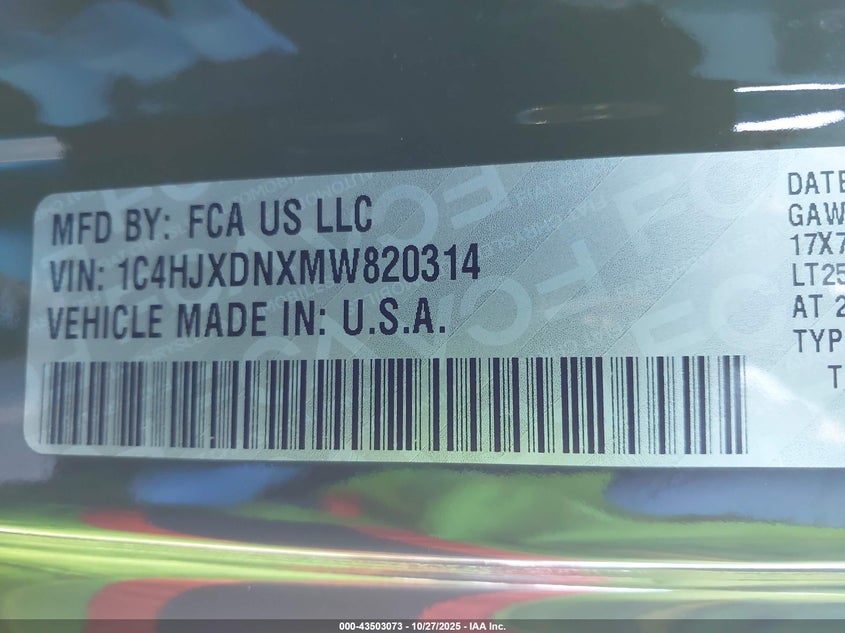 MFD BY: FCA US LLC
VIN: 1C4HJXDNXMW820314
VEHICLE MADE IN: U.S.A.
DATE
GAW
17X7
LT25
AT 2
TYP
T
000-43503073 - 10/27/2025 - IAA Inc.